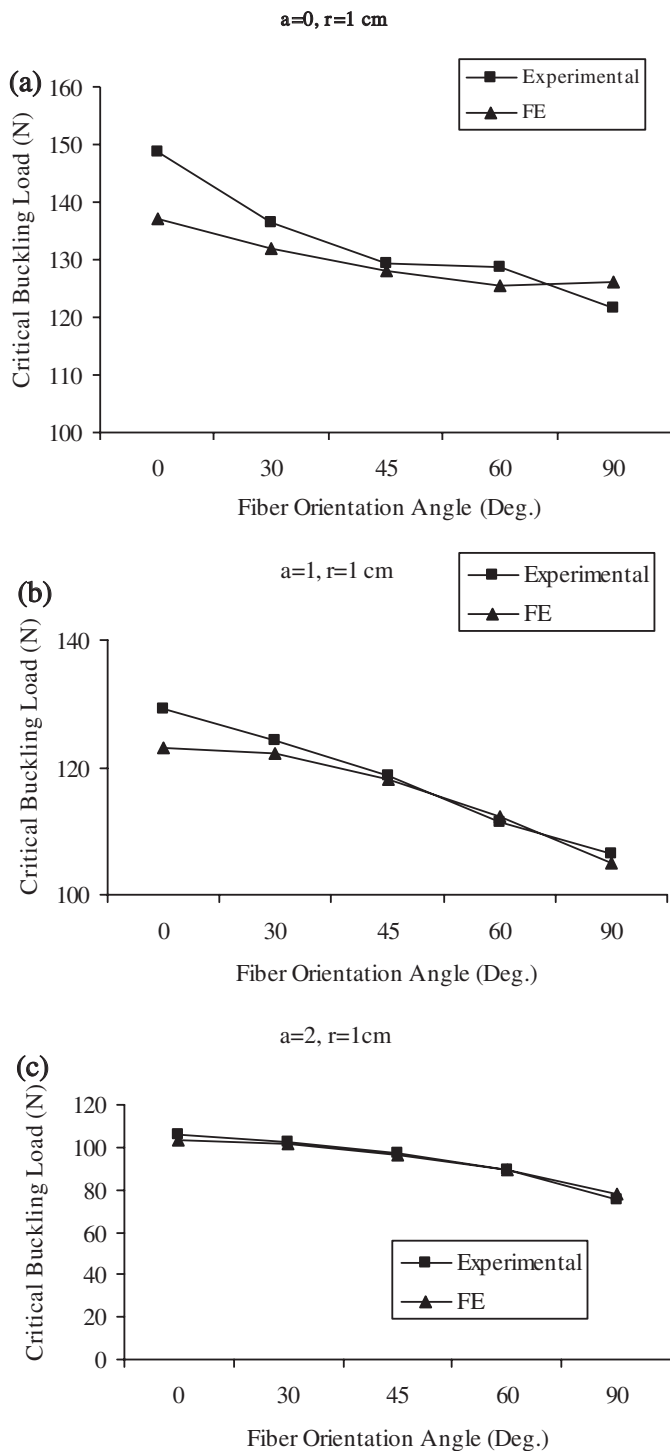 a=0, r=1 cm
(a)
Experimental
FE
Critical Buckling Load (N)
160
150
140
130
120
110
100
0 30 45 60 90
Fiber Orientation Angle (Deg.)
a=1, r=1 cm
(b)
Experimental
FE
Critical Buckling Load (N)
140
120
100
0 30 45 60 90
Fiber Orientation Angle (Deg.)
a=2, r=1cm
(c)
Critical Buckling Load (N)
120
100
80
60
40
20
0
Experimental
FE
0 30 45 60 90
Fiber Orientation Angle (Deg.)